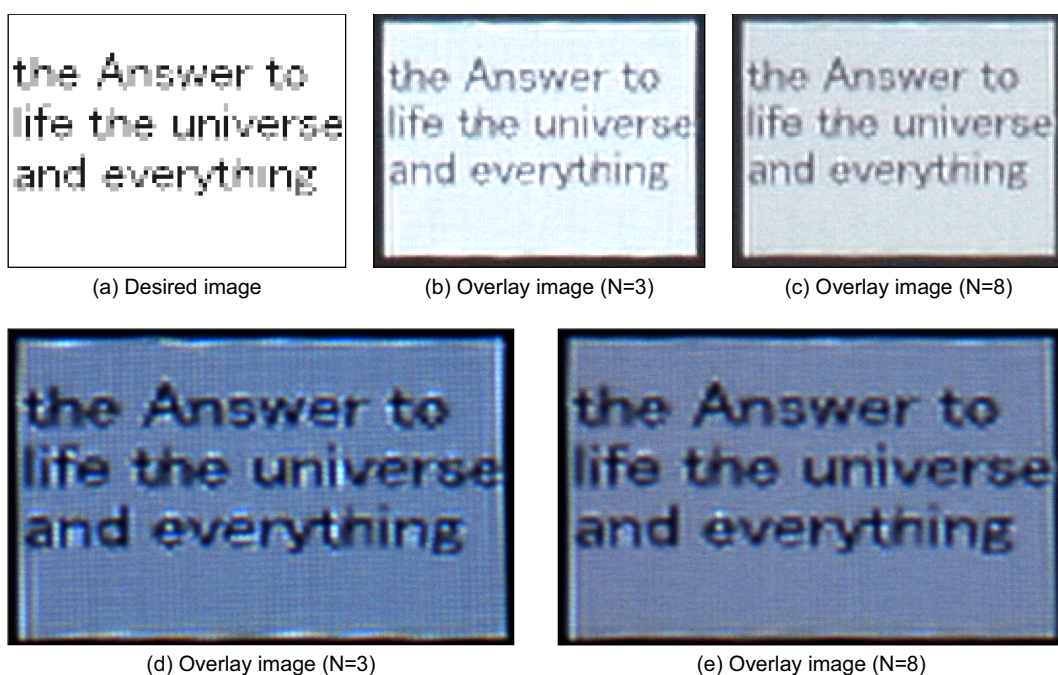 the Answer to
life the universe
and everything
(a) Desired image
the Answer to
life the universe
and everything
(b) Overlay image (N=3)
the Answer to
life the universe
and everything
(c) Overlay image (N=8)
the Answer to
life the universe
and everything
(d) Overlay image (N=3)
the Answer to
life the universe
and everything
(e) Overlay image (N=8)